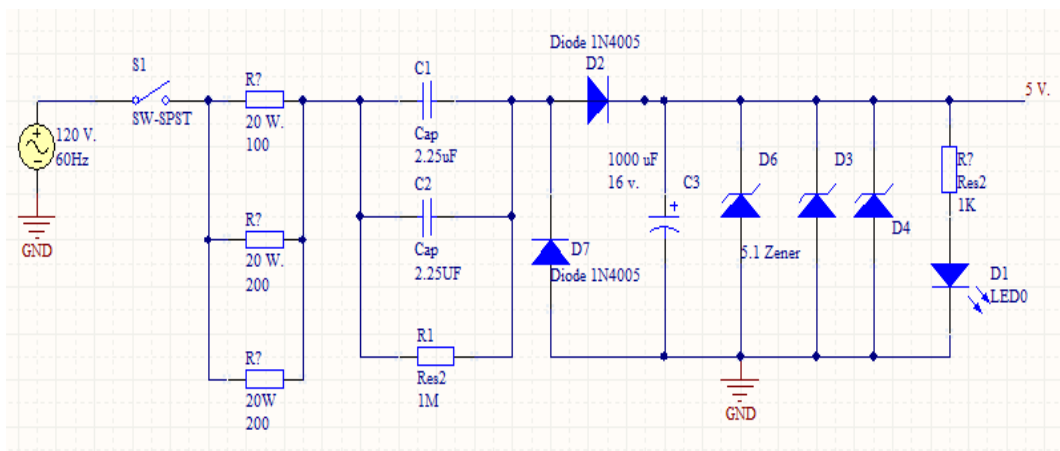 S1
SW-SPST
120 V.
60Hz
GND
R?
20 W.
100
R?
20 W.
200
R?
20W
200
C1
Cap
2.25uF
C2
Cap
2.25UF
R1
Res2
1M
Diode 1N4005
D2
D7
Diode 1N4005
1000 uF
16 v.
C3
D6
5.1 Zener
D3
D4
GND
5 V.
R?
Res2
1K
D1
LED0